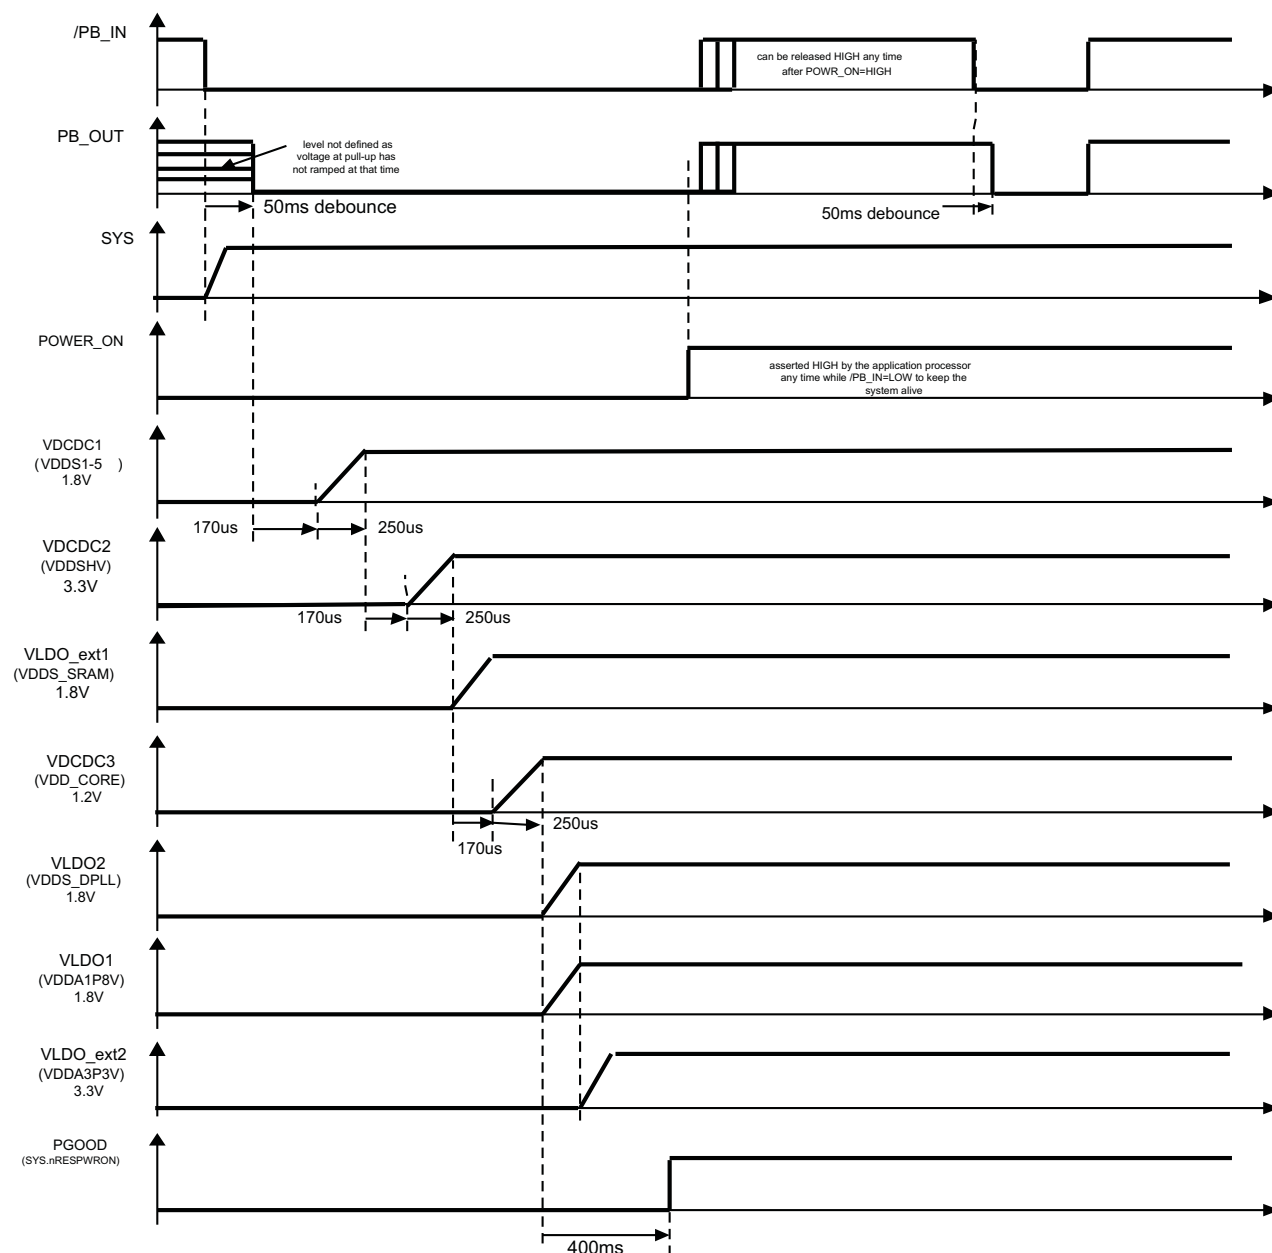 /PB_IN
can be released HIGH any time
after POWR_ON=HIGH
PB_OUT
level not defined as
voltage at pull-up has
not ramped at that time
50ms debounce
50ms debounce
SYS
POWER_ON
asserted HIGH by the application processor
any time while /PB_IN=LOW to keep the
system alive
VDCDC1
(VDDS1-5 )
1.8V
170us
250us
VDCDC2
(VDDSHV)
3.3V
170us
250us
VLDO_ext1
(VDDS_SRAM)
1.8V
VDCDC3
(VDD_CORE)
1.2V
250us
170us
VLDO2
(VDDS_DPLL)
1.8V
VLDO1
(VDDA1P8V)
1.8V
VLDO_ext2
(VDDA3P3V)
3.3V
PGOOD
(SYS.nRESPWRON)
400ms